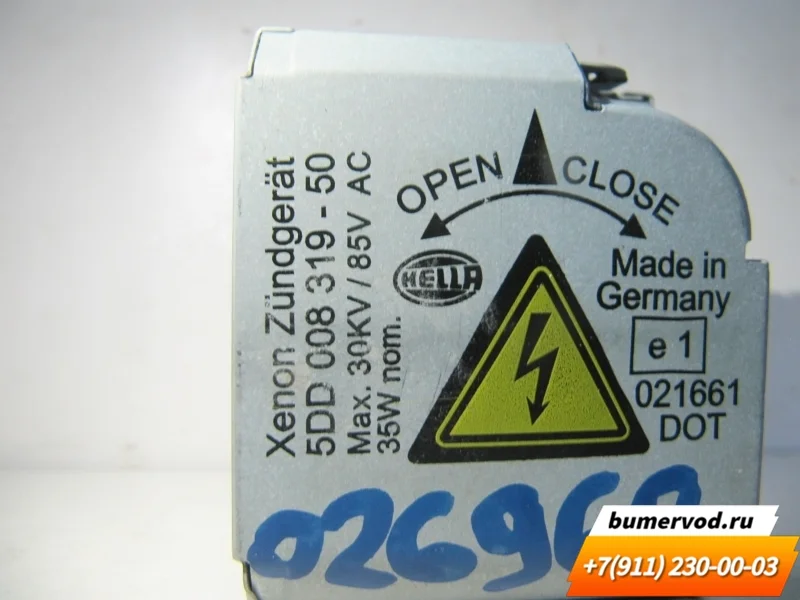 Xenon Zündgerät
5DD 008 319 - 50
Max. 30KV / 85V AC
35W nom.
OPEN
CLOSE
HELLA
Made in
Germany
e 1
021661
DOT
bumervod.ru
+7(911) 230-00-03